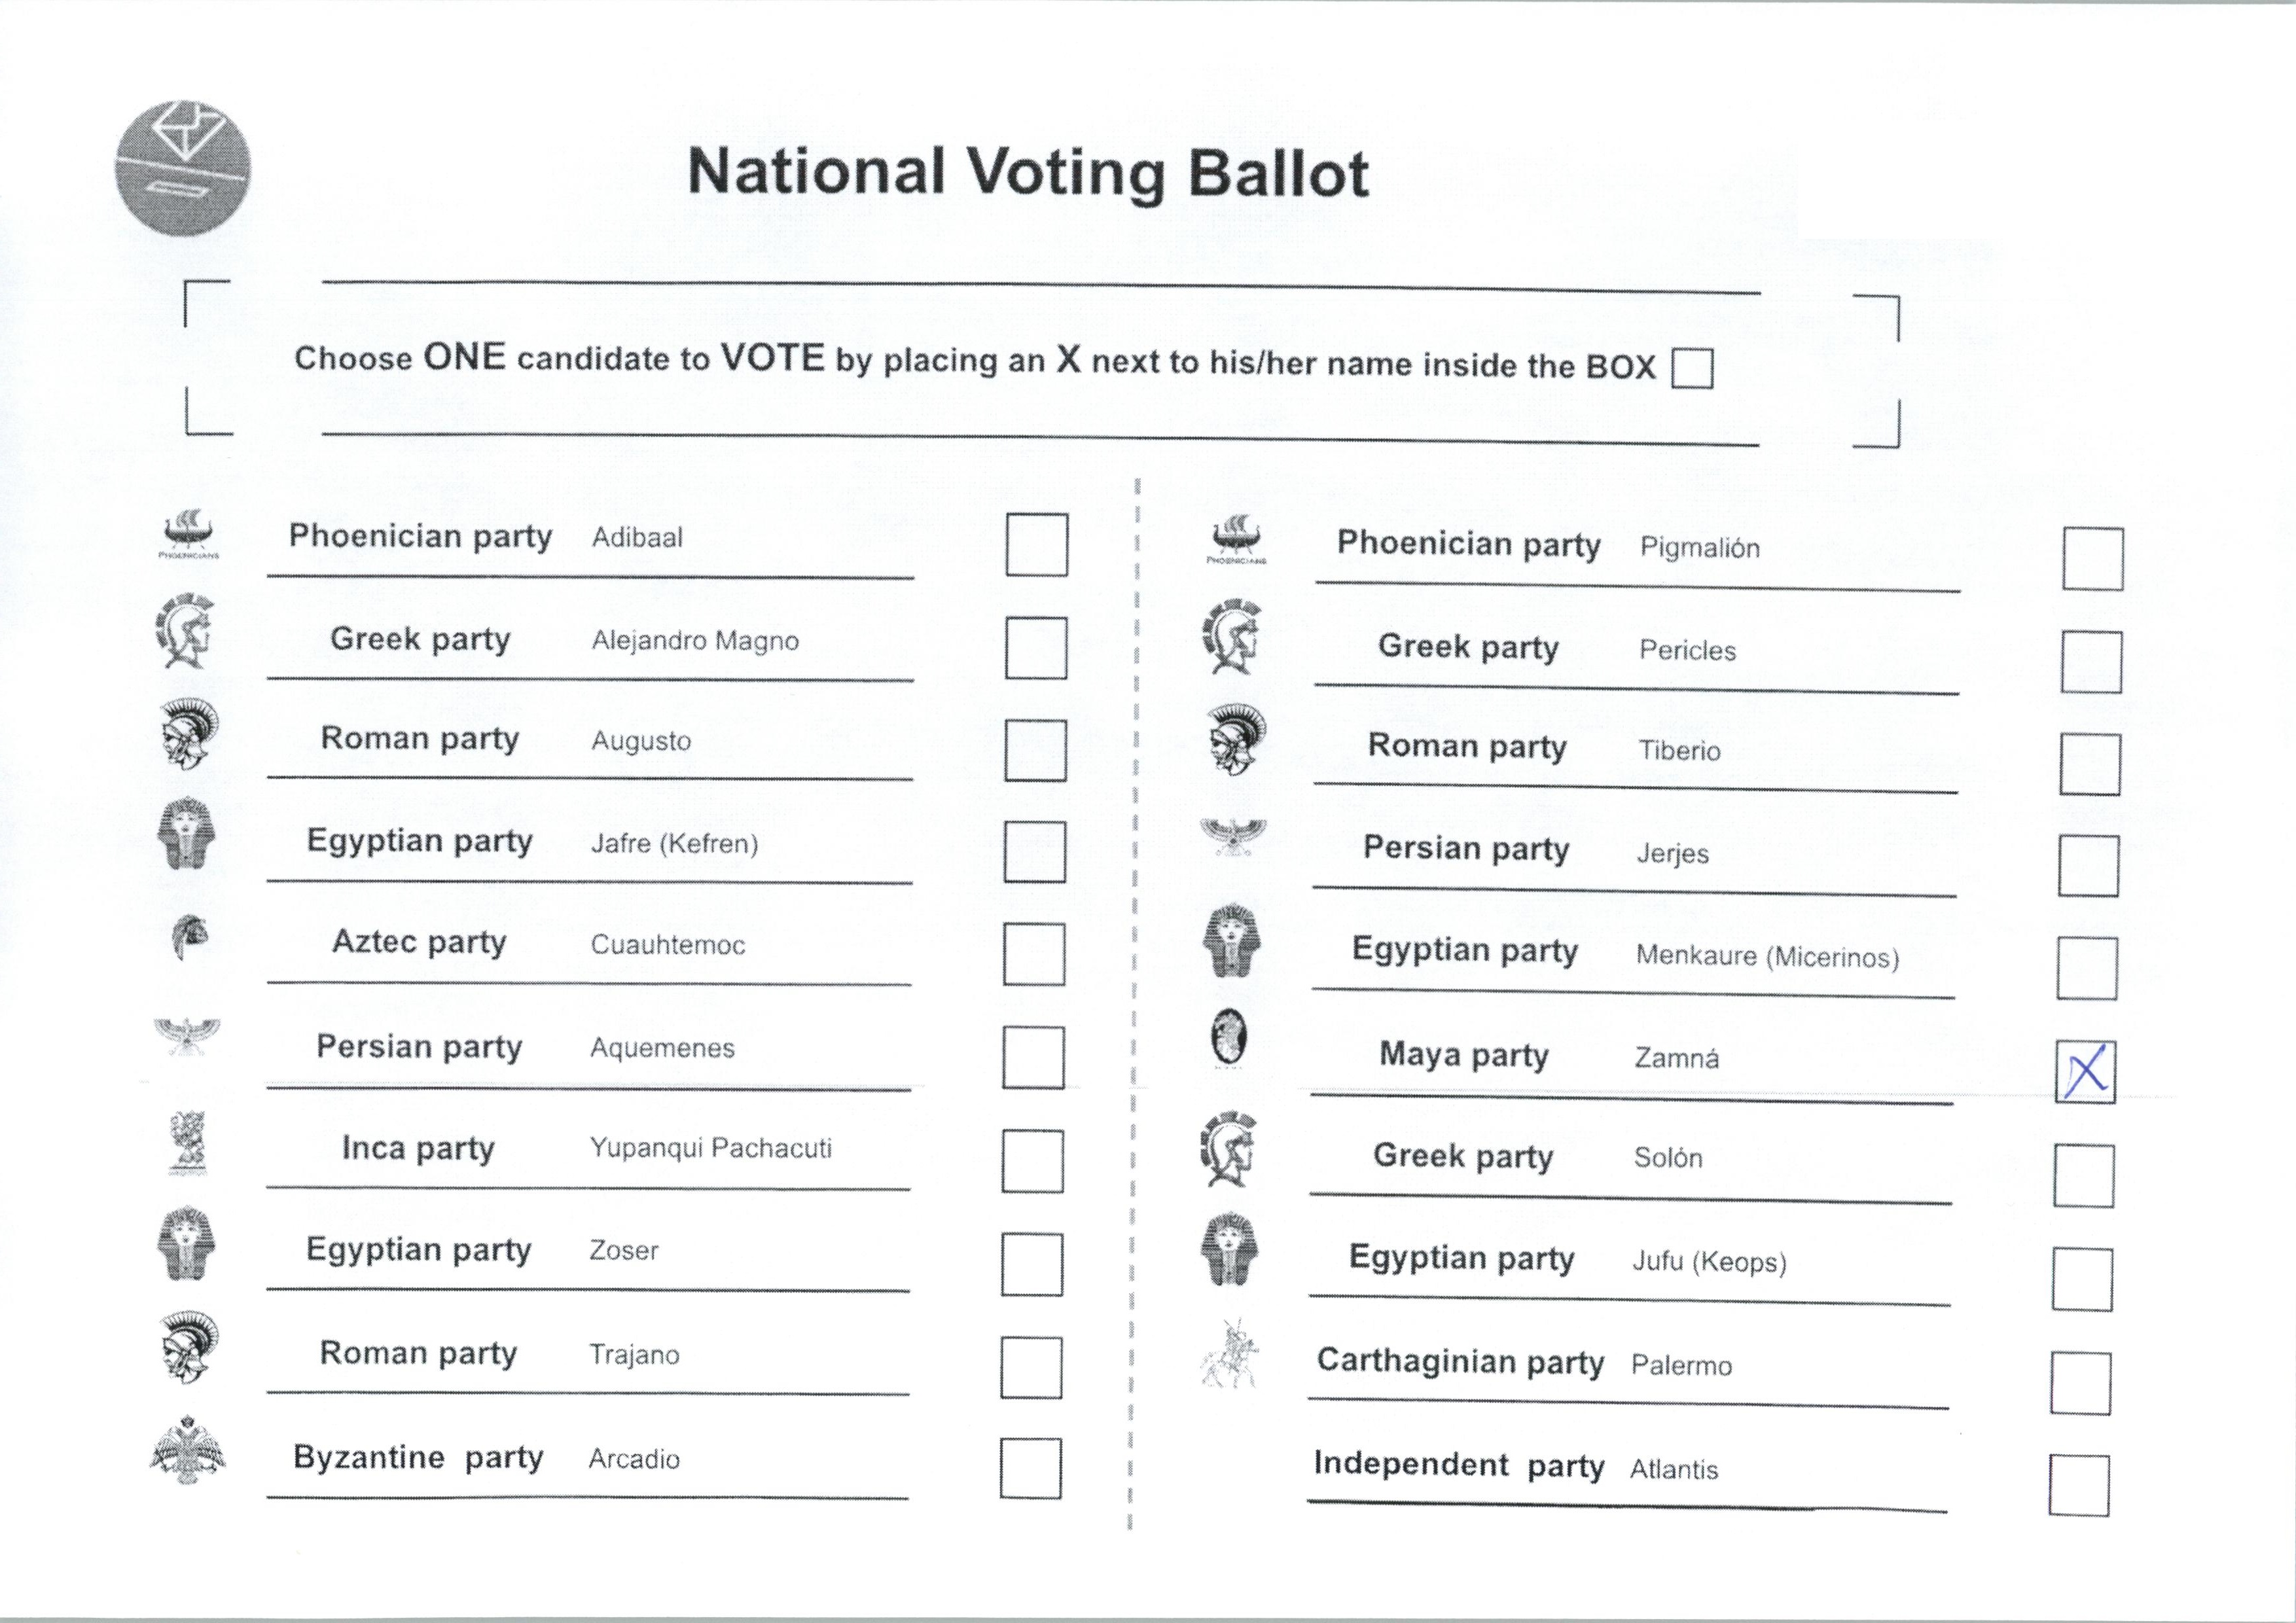 National Voting Ballot
Choose ONE candidate to VOTE by placing an X next to his/her name inside the BOX
PHOENICIANS
Phoenician party Adibaal
Greek party Alejandro Magno
Roman party Augusto
Egyptian party Jafre (Kefren)
Aztec party Cuauhtemoc
Persian party Aquemenes
Inca party Yupanqui Pachacuti
Egyptian party Zoser
Roman party Trajano
Byzantine party Arcadio
PHOENICIANS
Phoenician party Pigmalión
Greek party Pericles
Roman party Tiberio
Persian party Jerjes
Egyptian party Menkaure (Micerinos)
Maya party Zamná X
Greek party Solón
Egyptian party Jufu (Keops)
Carthaginian party Palermo
Independent party Atlantis